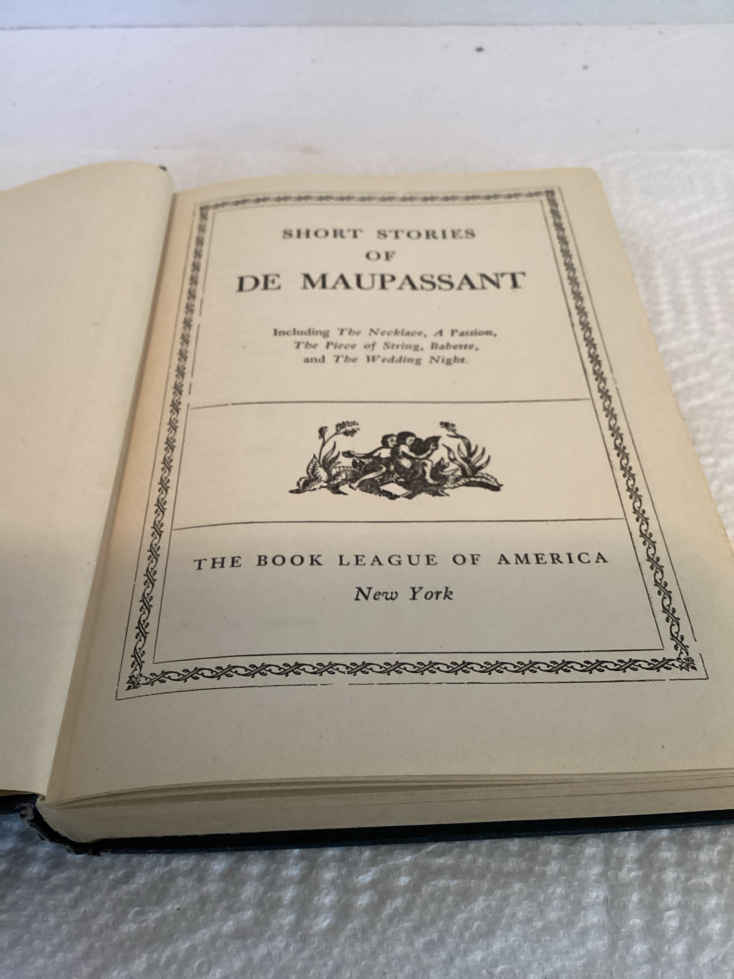 SHORT STORIES
OF
DE MAUPASSANT
Including The Necklace, A Passion,
The Piece of String, Babette,
and The Wedding Night.
THE BOOK LEAGUE OF AMERICA
New York